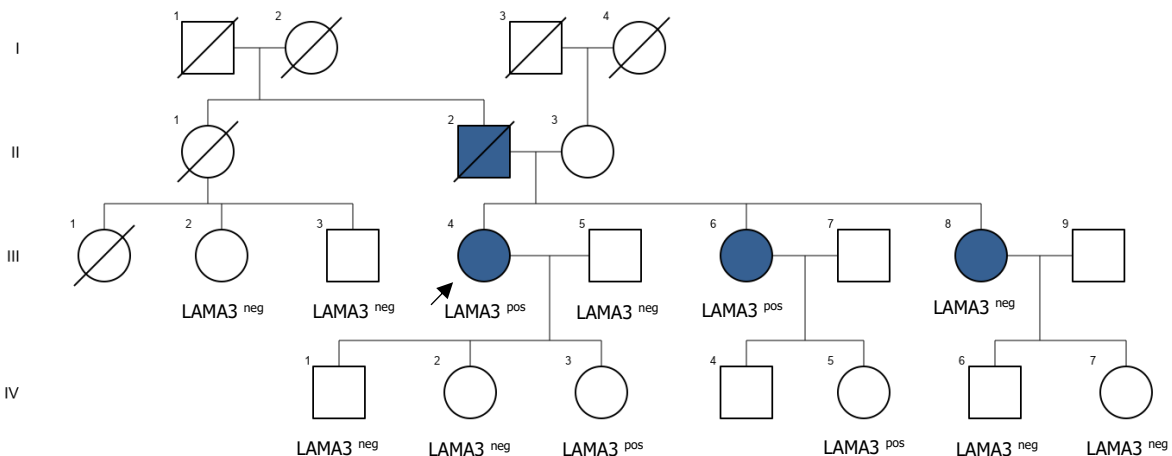 1 2 3 4
I
1 2 3
II
1 2 3 4 5 6 7 8 9
III
LAMA3 neg LAMA3 neg LAMA3 pos LAMA3 neg LAMA3 pos LAMA3 neg
1 2 3 4 5 6 7
IV
LAMA3 neg LAMA3 neg LAMA3 pos LAMA3 pos LAMA3 neg LAMA3 neg